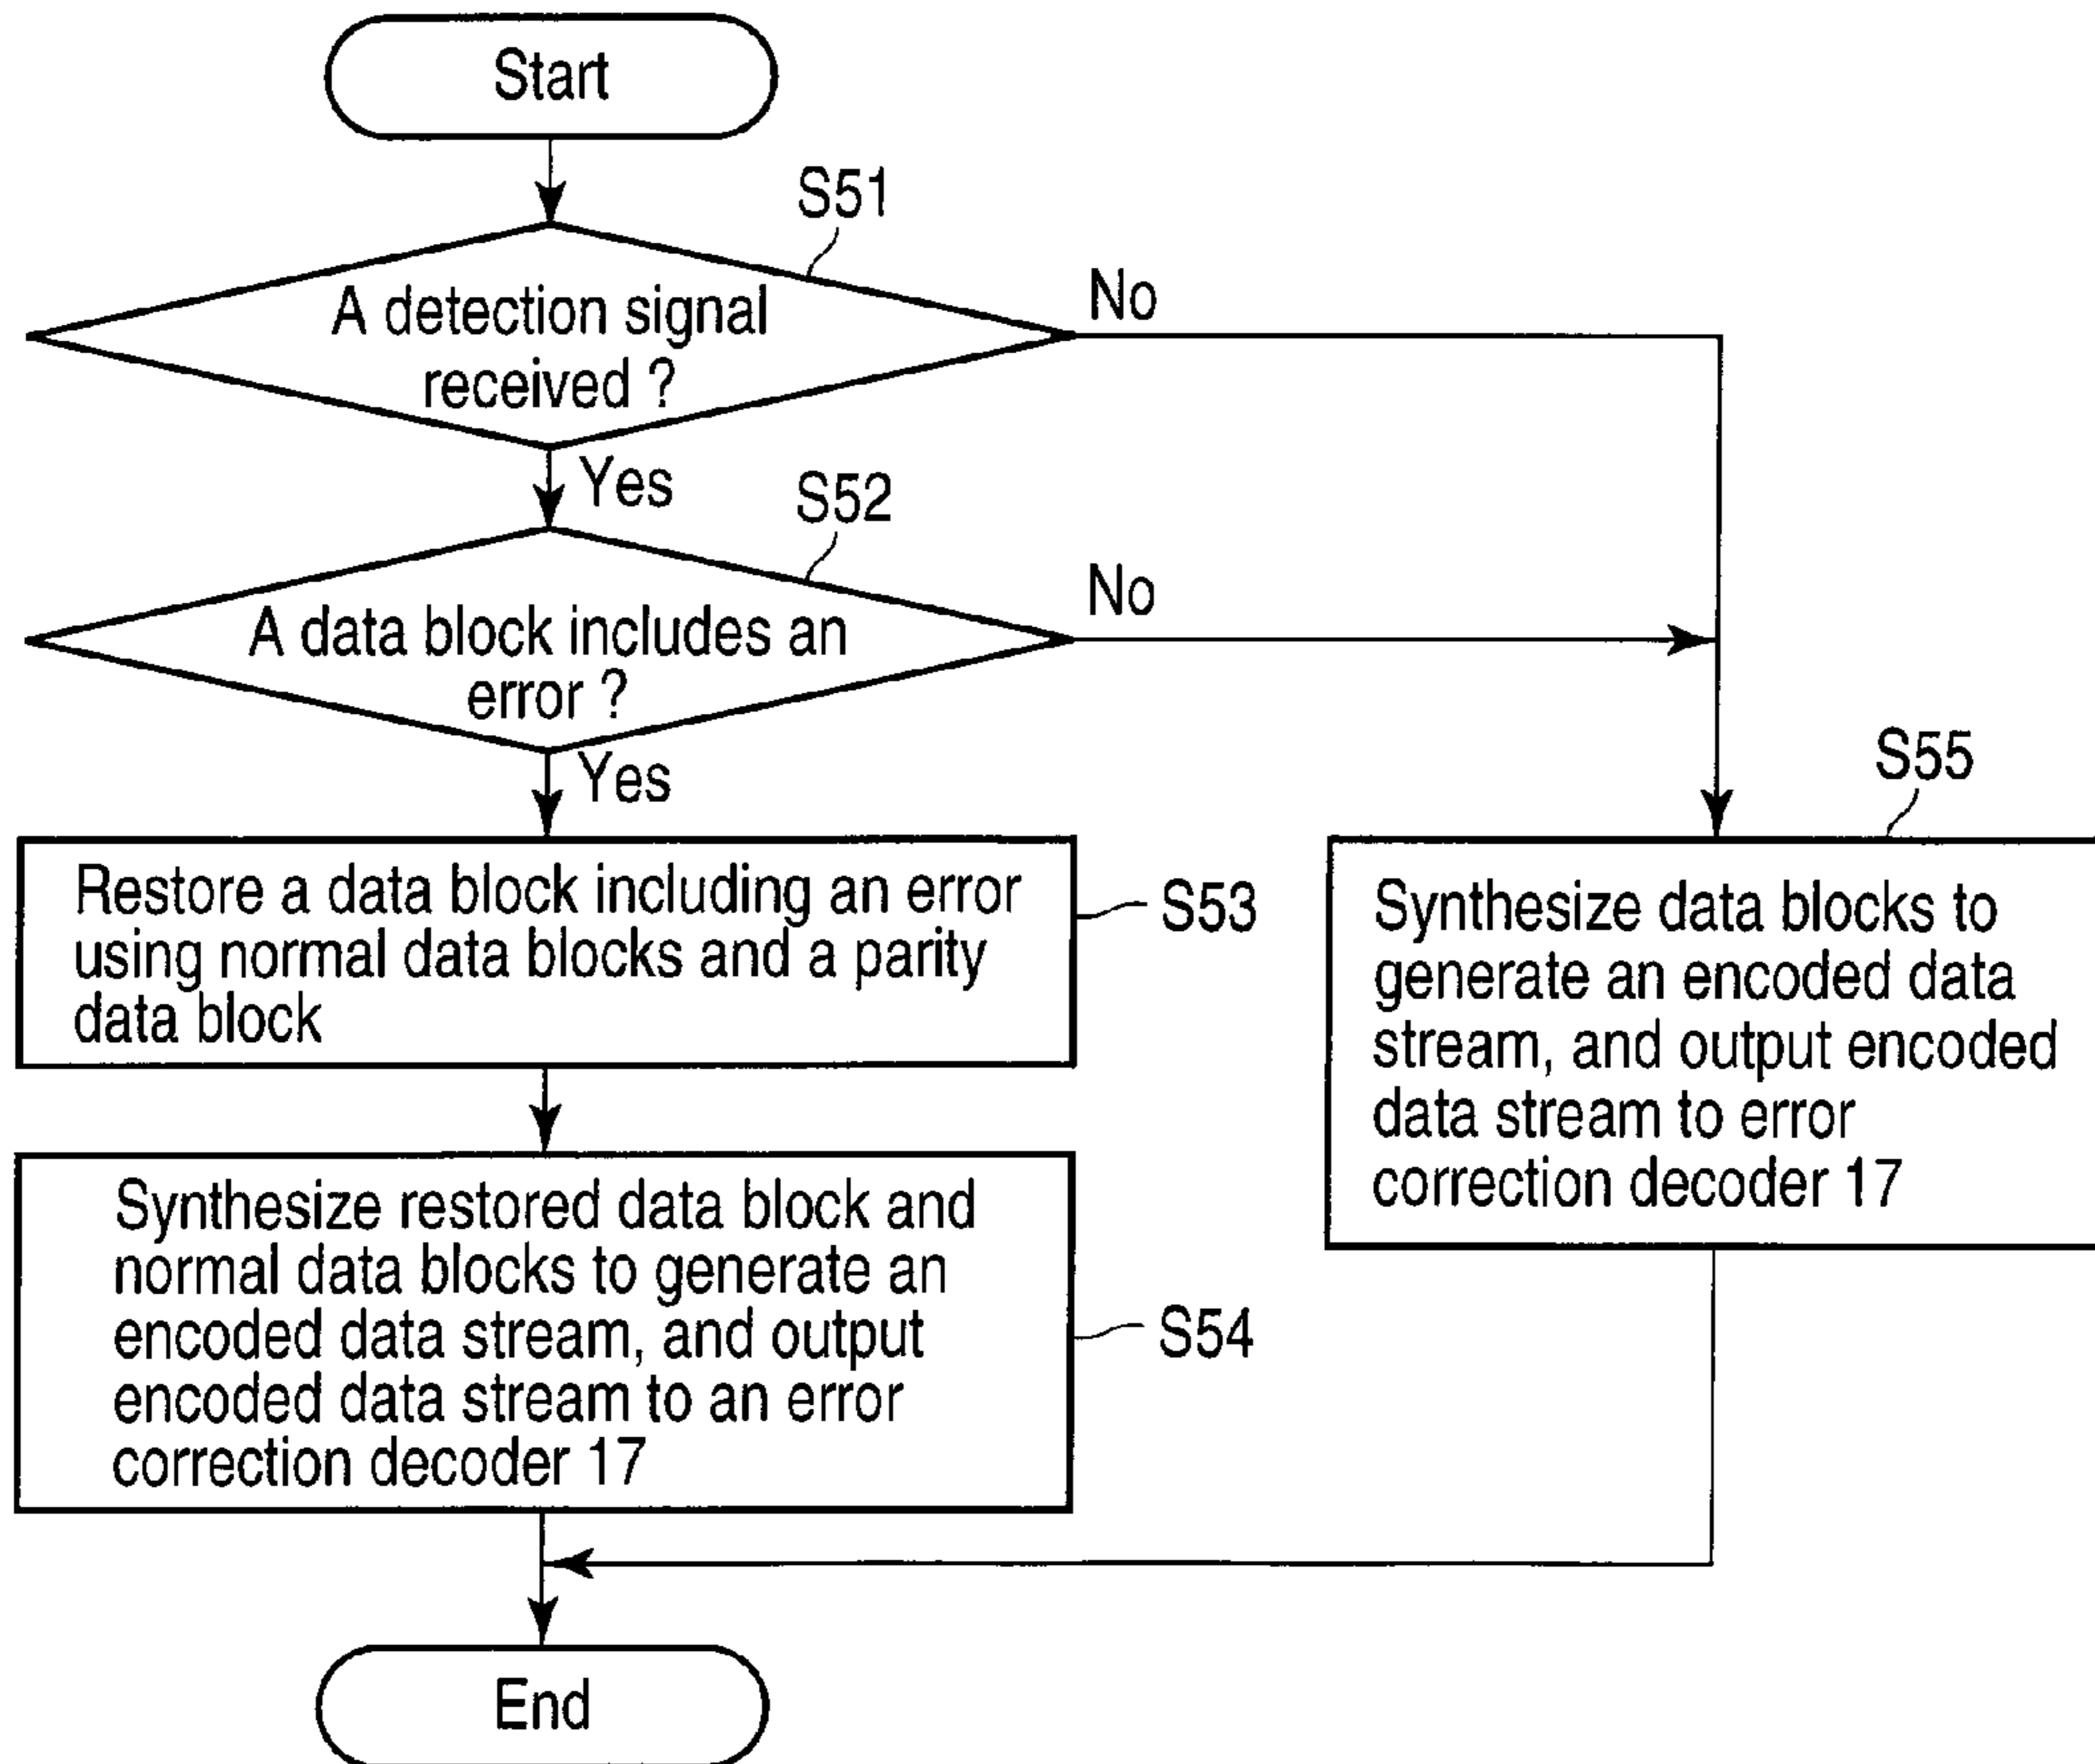 Start
S51
A detection signal
received ?
No
Yes
S52
A data block includes an
error ?
No
Yes
Restore a data block including an error
using normal data blocks and a parity
data block
S53
S55
Synthesize data blocks to
generate an encoded data
stream, and output encoded
data stream to error
correction decoder 17
Synthesize restored data block and
normal data blocks to generate an
encoded data stream, and output
encoded data stream to an error
correction decoder 17
S54
End